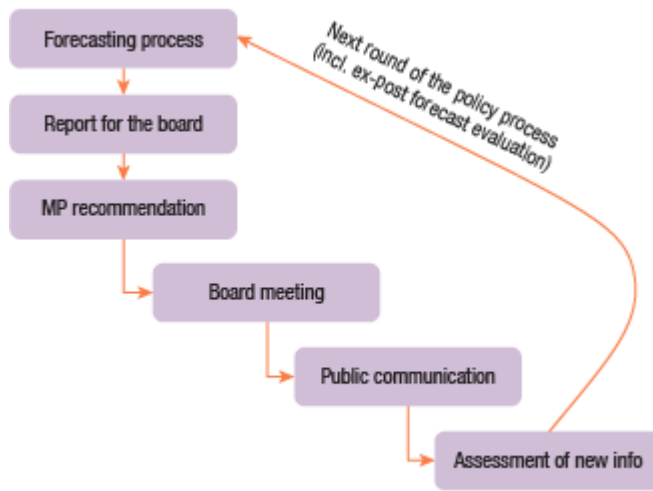 Forecasting process
Next round of the policy process
(incl. ex-post forecast evaluation)
Report for the board
MP recommendation
Board meeting
Public communication
Assessment of new info